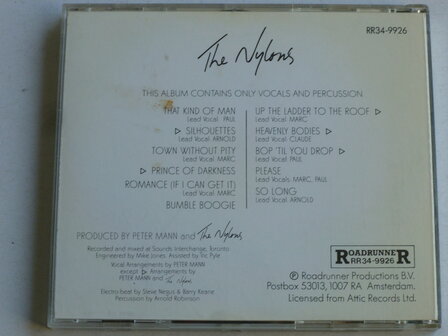 RR34-9926
The Nylons
THIS ALBUM CONTAINS ONLY VOCALS AND PERCUSSION
THAT KIND OF MAN
Lead Vocal: PAUL
▷ SILHOUETTES
Lead Vocal: ARNOLD
TOWN WITHOUT PITY
Lead Vocal: MARC
▷ PRINCE OF DARKNESS
ROMANCE (IF I CAN GET IT)
Lead Vocal: MARC
BUMBLE BOOGIE
UP THE LADDER TO THE ROOF ▷
Lead Vocal: MARC
HEAVENLY BODIES ▷
Lead Vocal: CLAUDE
BOP 'TIL YOU DROP ▷
Lead Vocal: PAUL
PLEASE
Lead Vocals: MARC, PAUL
SO LONG
Lead Vocal: ARNOLD
PRODUCED BY PETER MANN and The Nylons
Recorded and mixed at Sounds Interchange, Toronto
Engineered by Mike Jones. Assisted by Vic Pyle
Vocal Arrangements by PETER MANN
except ▷ Arrangements by
PETER MANN and The Nylons
Electro beat by Steve Negus & Barry Keane
Percussion by Arnold Robinson
ROADRUNNER
RR34-9926
℗ Roadrunner Productions B.V.
Postbox 53013, 1007 RA Amsterdam.
Licensed from Attic Records Ltd.